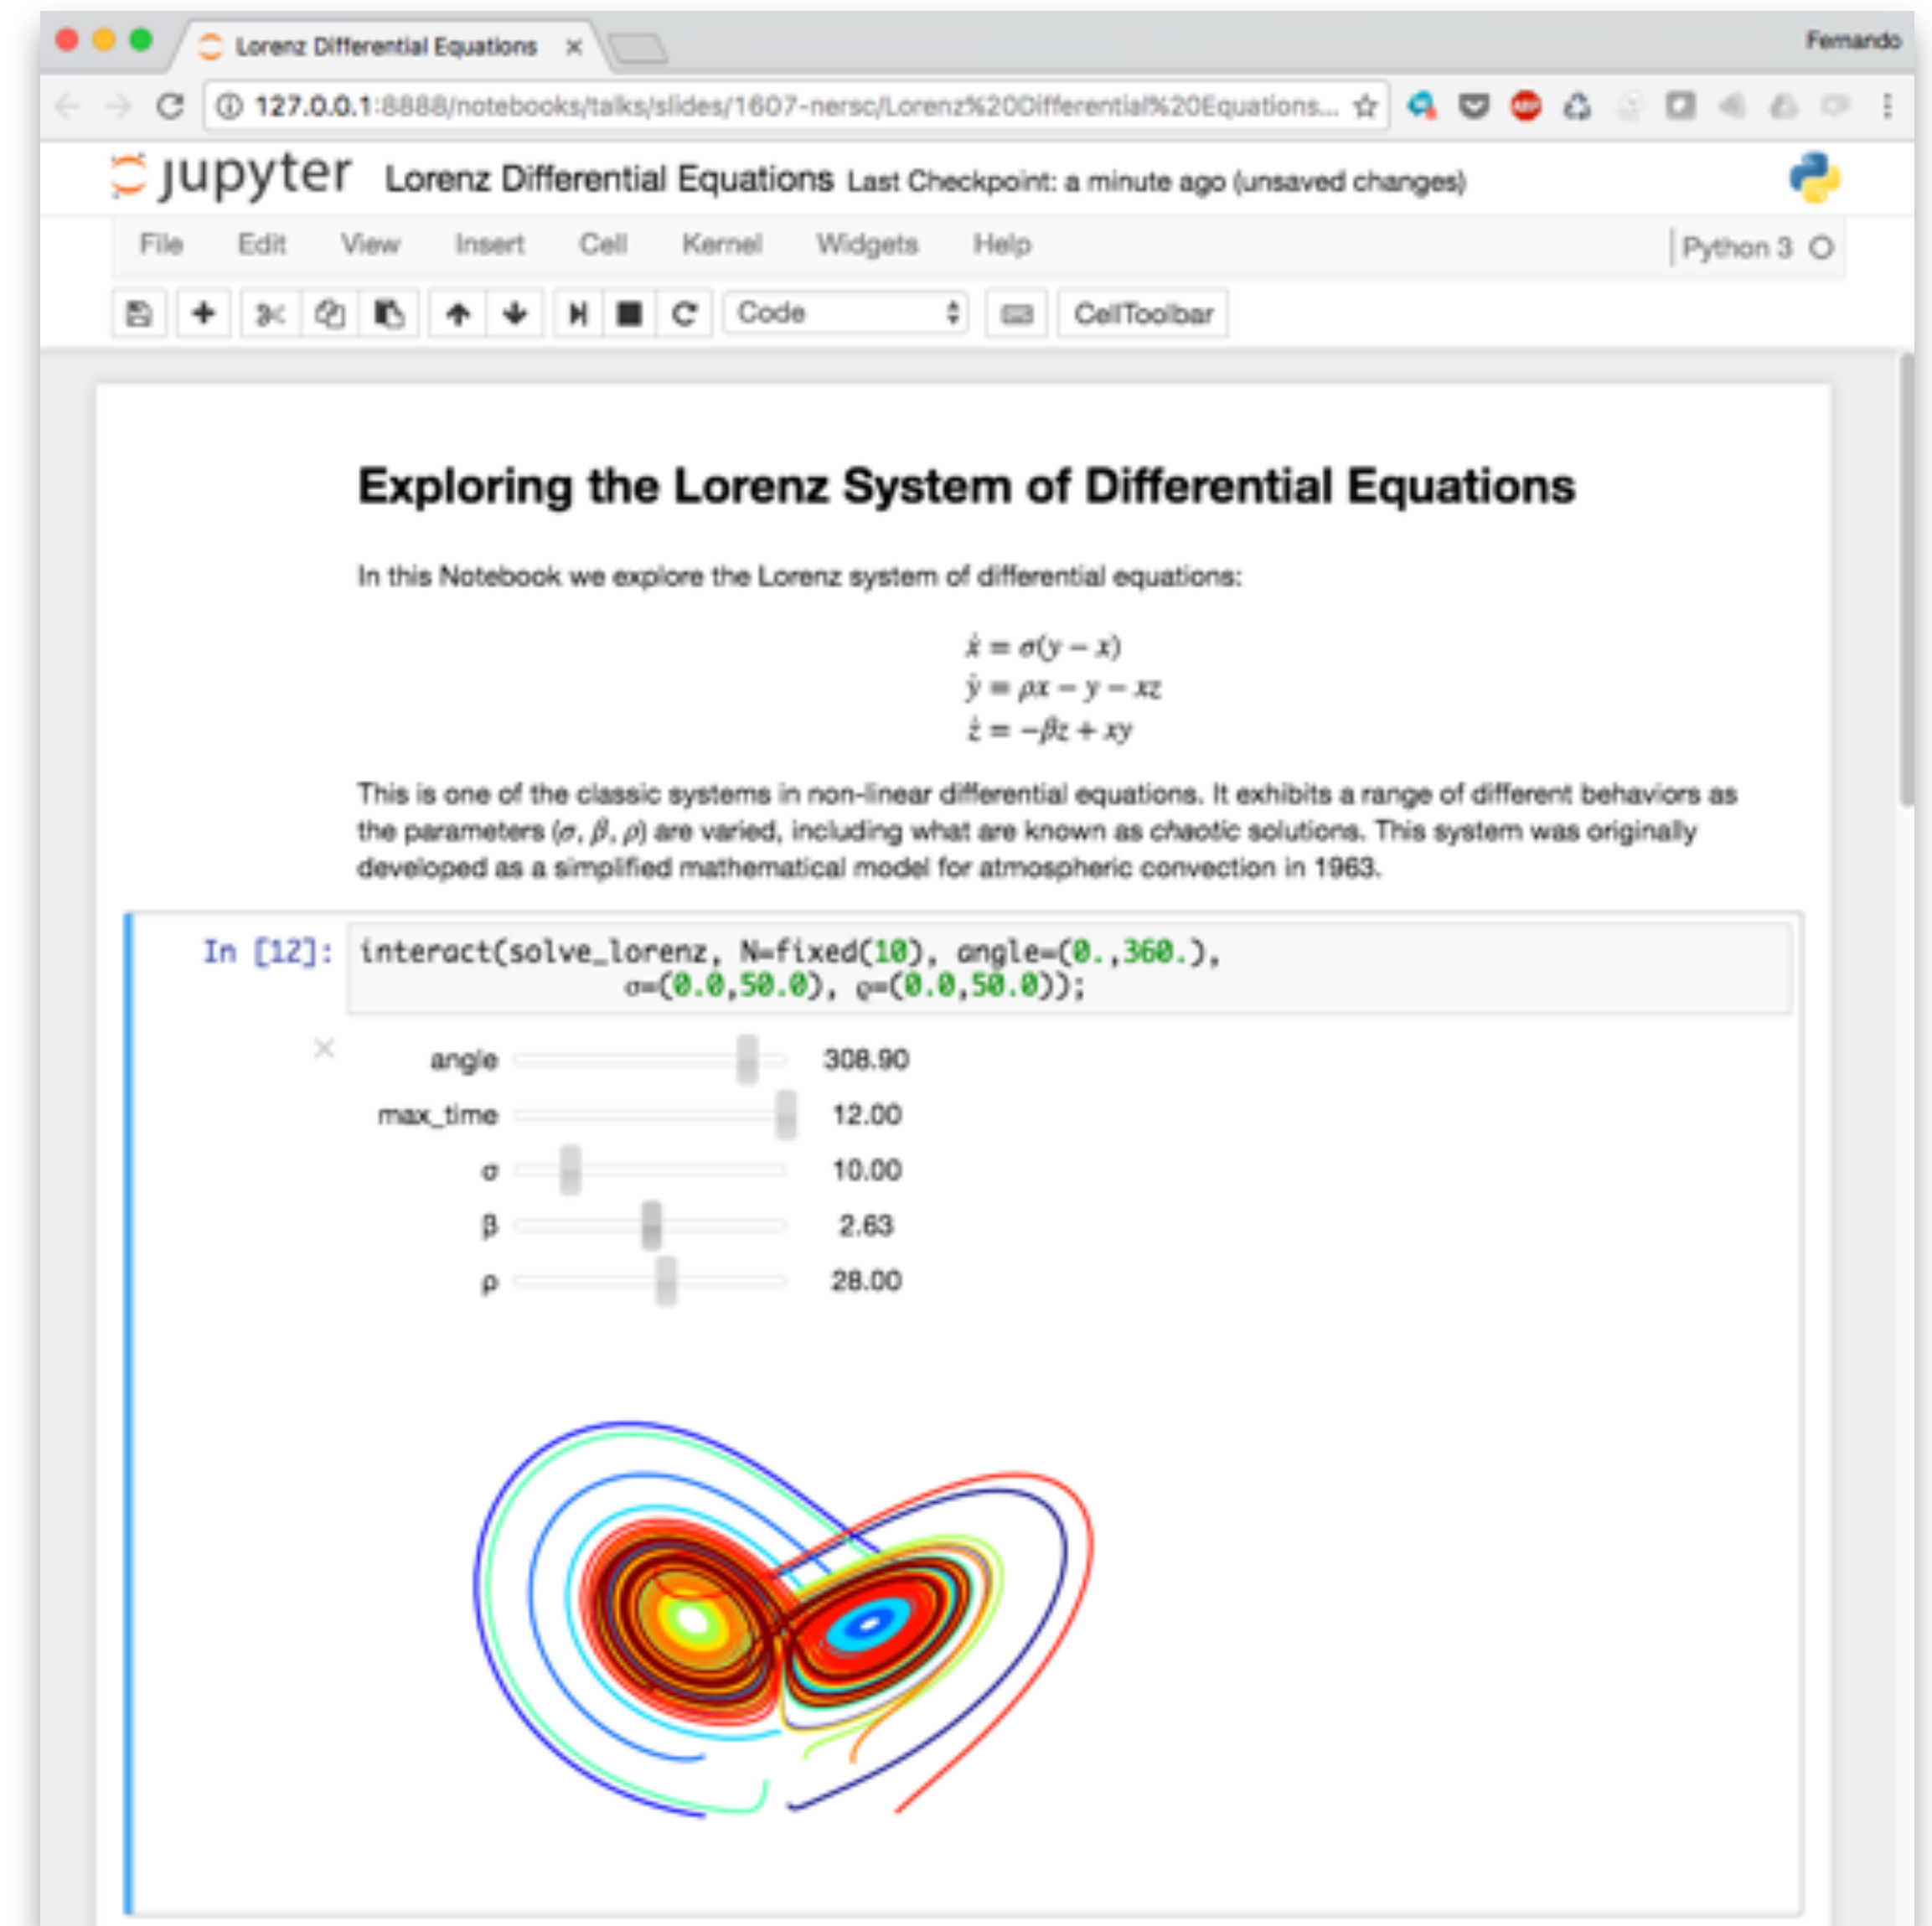 Lorenz Differential Equations
Fernando
127.0.0.1:8888/notebooks/talks/slides/1607-nersc/Lorenz%20Differential%20Equations...
ABP
jupyter Lorenz Differential Equations Last Checkpoint: a minute ago (unsaved changes)
File Edit View Insert Cell Kernel Widgets Help Python 3
Code CellToolbar
Exploring the Lorenz System of Differential Equations
In this Notebook we explore the Lorenz system of differential equations:
ẋ = σ(y − x)
ẏ = ρx − y − xz
ż = −βz + xy
This is one of the classic systems in non-linear differential equations. It exhibits a range of different behaviors as
the parameters (σ, β, ρ) are varied, including what are known as chaotic solutions. This system was originally
developed as a simplified mathematical model for atmospheric convection in 1963.
In [12]: interact(solve_lorenz, N=fixed(10), angle=(0.,360.),
σ=(0.0,50.0), ρ=(0.0,50.0));
angle 308.90
max_time 12.00
σ 10.00
β 2.63
ρ 28.00